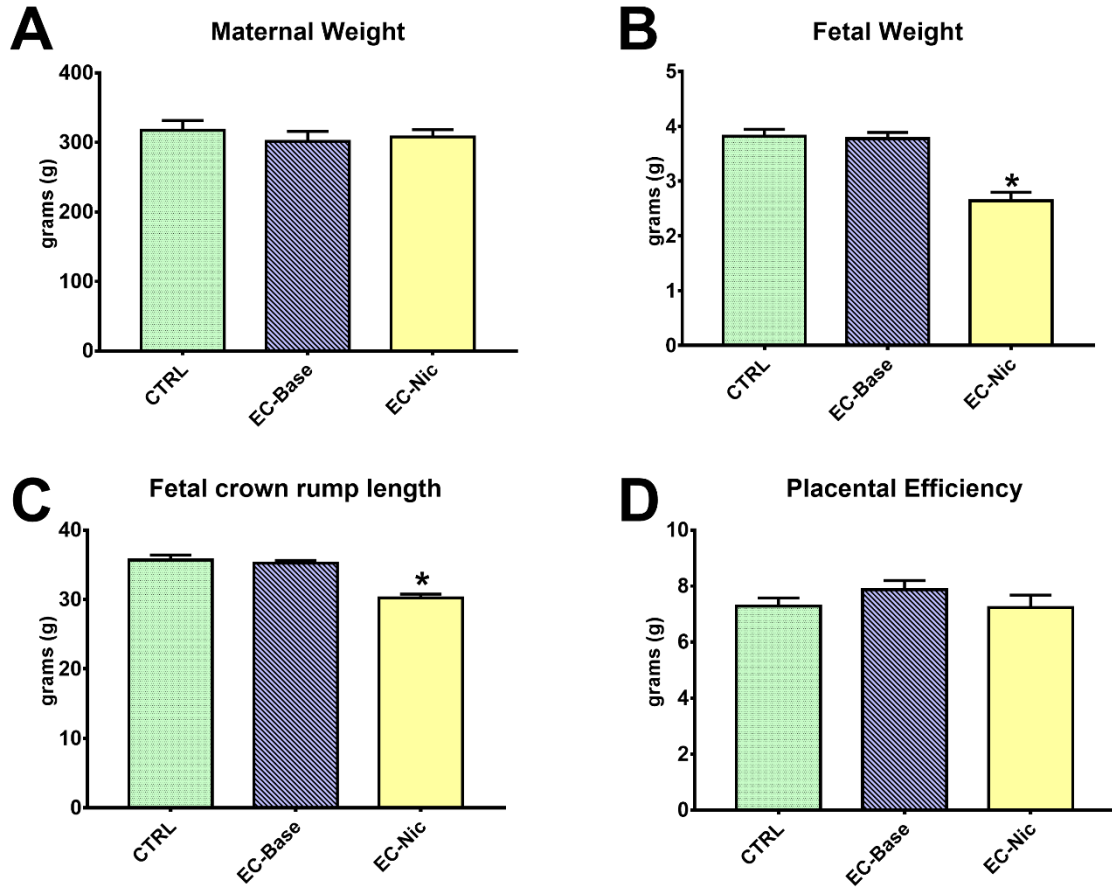 A
Maternal Weight
grams (g)
400
300
200
100
0
CTRL
EC-Base
EC-Nic
B
Fetal Weight
grams (g)
5
4
3
2
1
0
*
CTRL
EC-Base
EC-Nic
C
Fetal crown rump length
grams (g)
40
30
20
10
0
*
CTRL
EC-Base
EC-Nic
D
Placental Efficiency
grams (g)
10
8
6
4
2
0
CTRL
EC-Base
EC-Nic